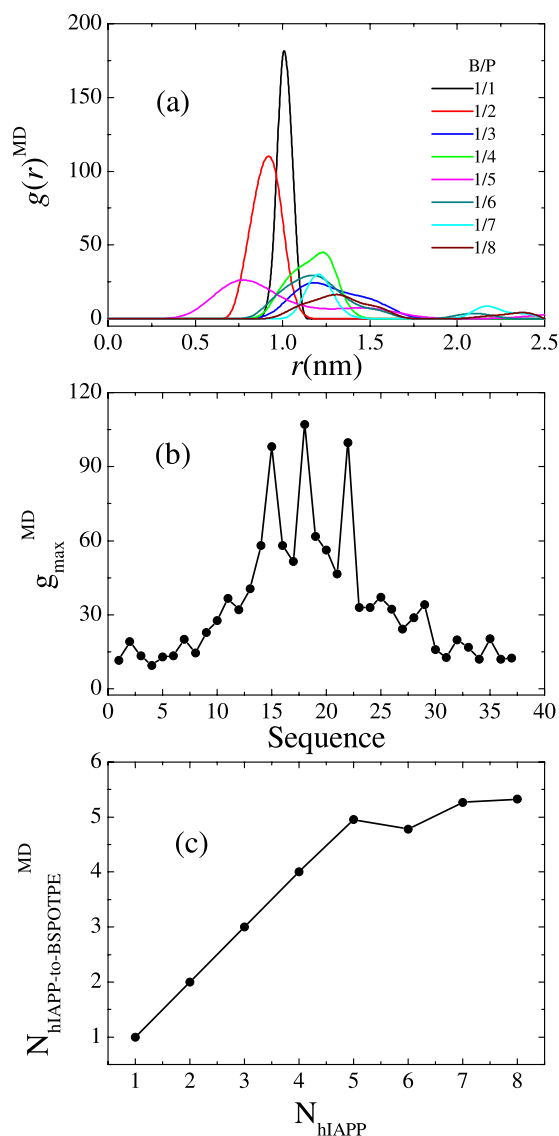 200
150
100
50
0
g(r)^MD
(a)
B/P
1/1
1/2
1/3
1/4
1/5
1/6
1/7
1/8
0.0 0.5 1.0 1.5 2.0 2.5
r(nm)
120
90
60
30
0
g_max^MD
(b)
0 5 10 15 20 25 30 35 40
Sequence
6
5
4
3
2
1
N_hIAPP-to-BSPOTPE^MD
(c)
1 2 3 4 5 6 7 8
N_hIAPP